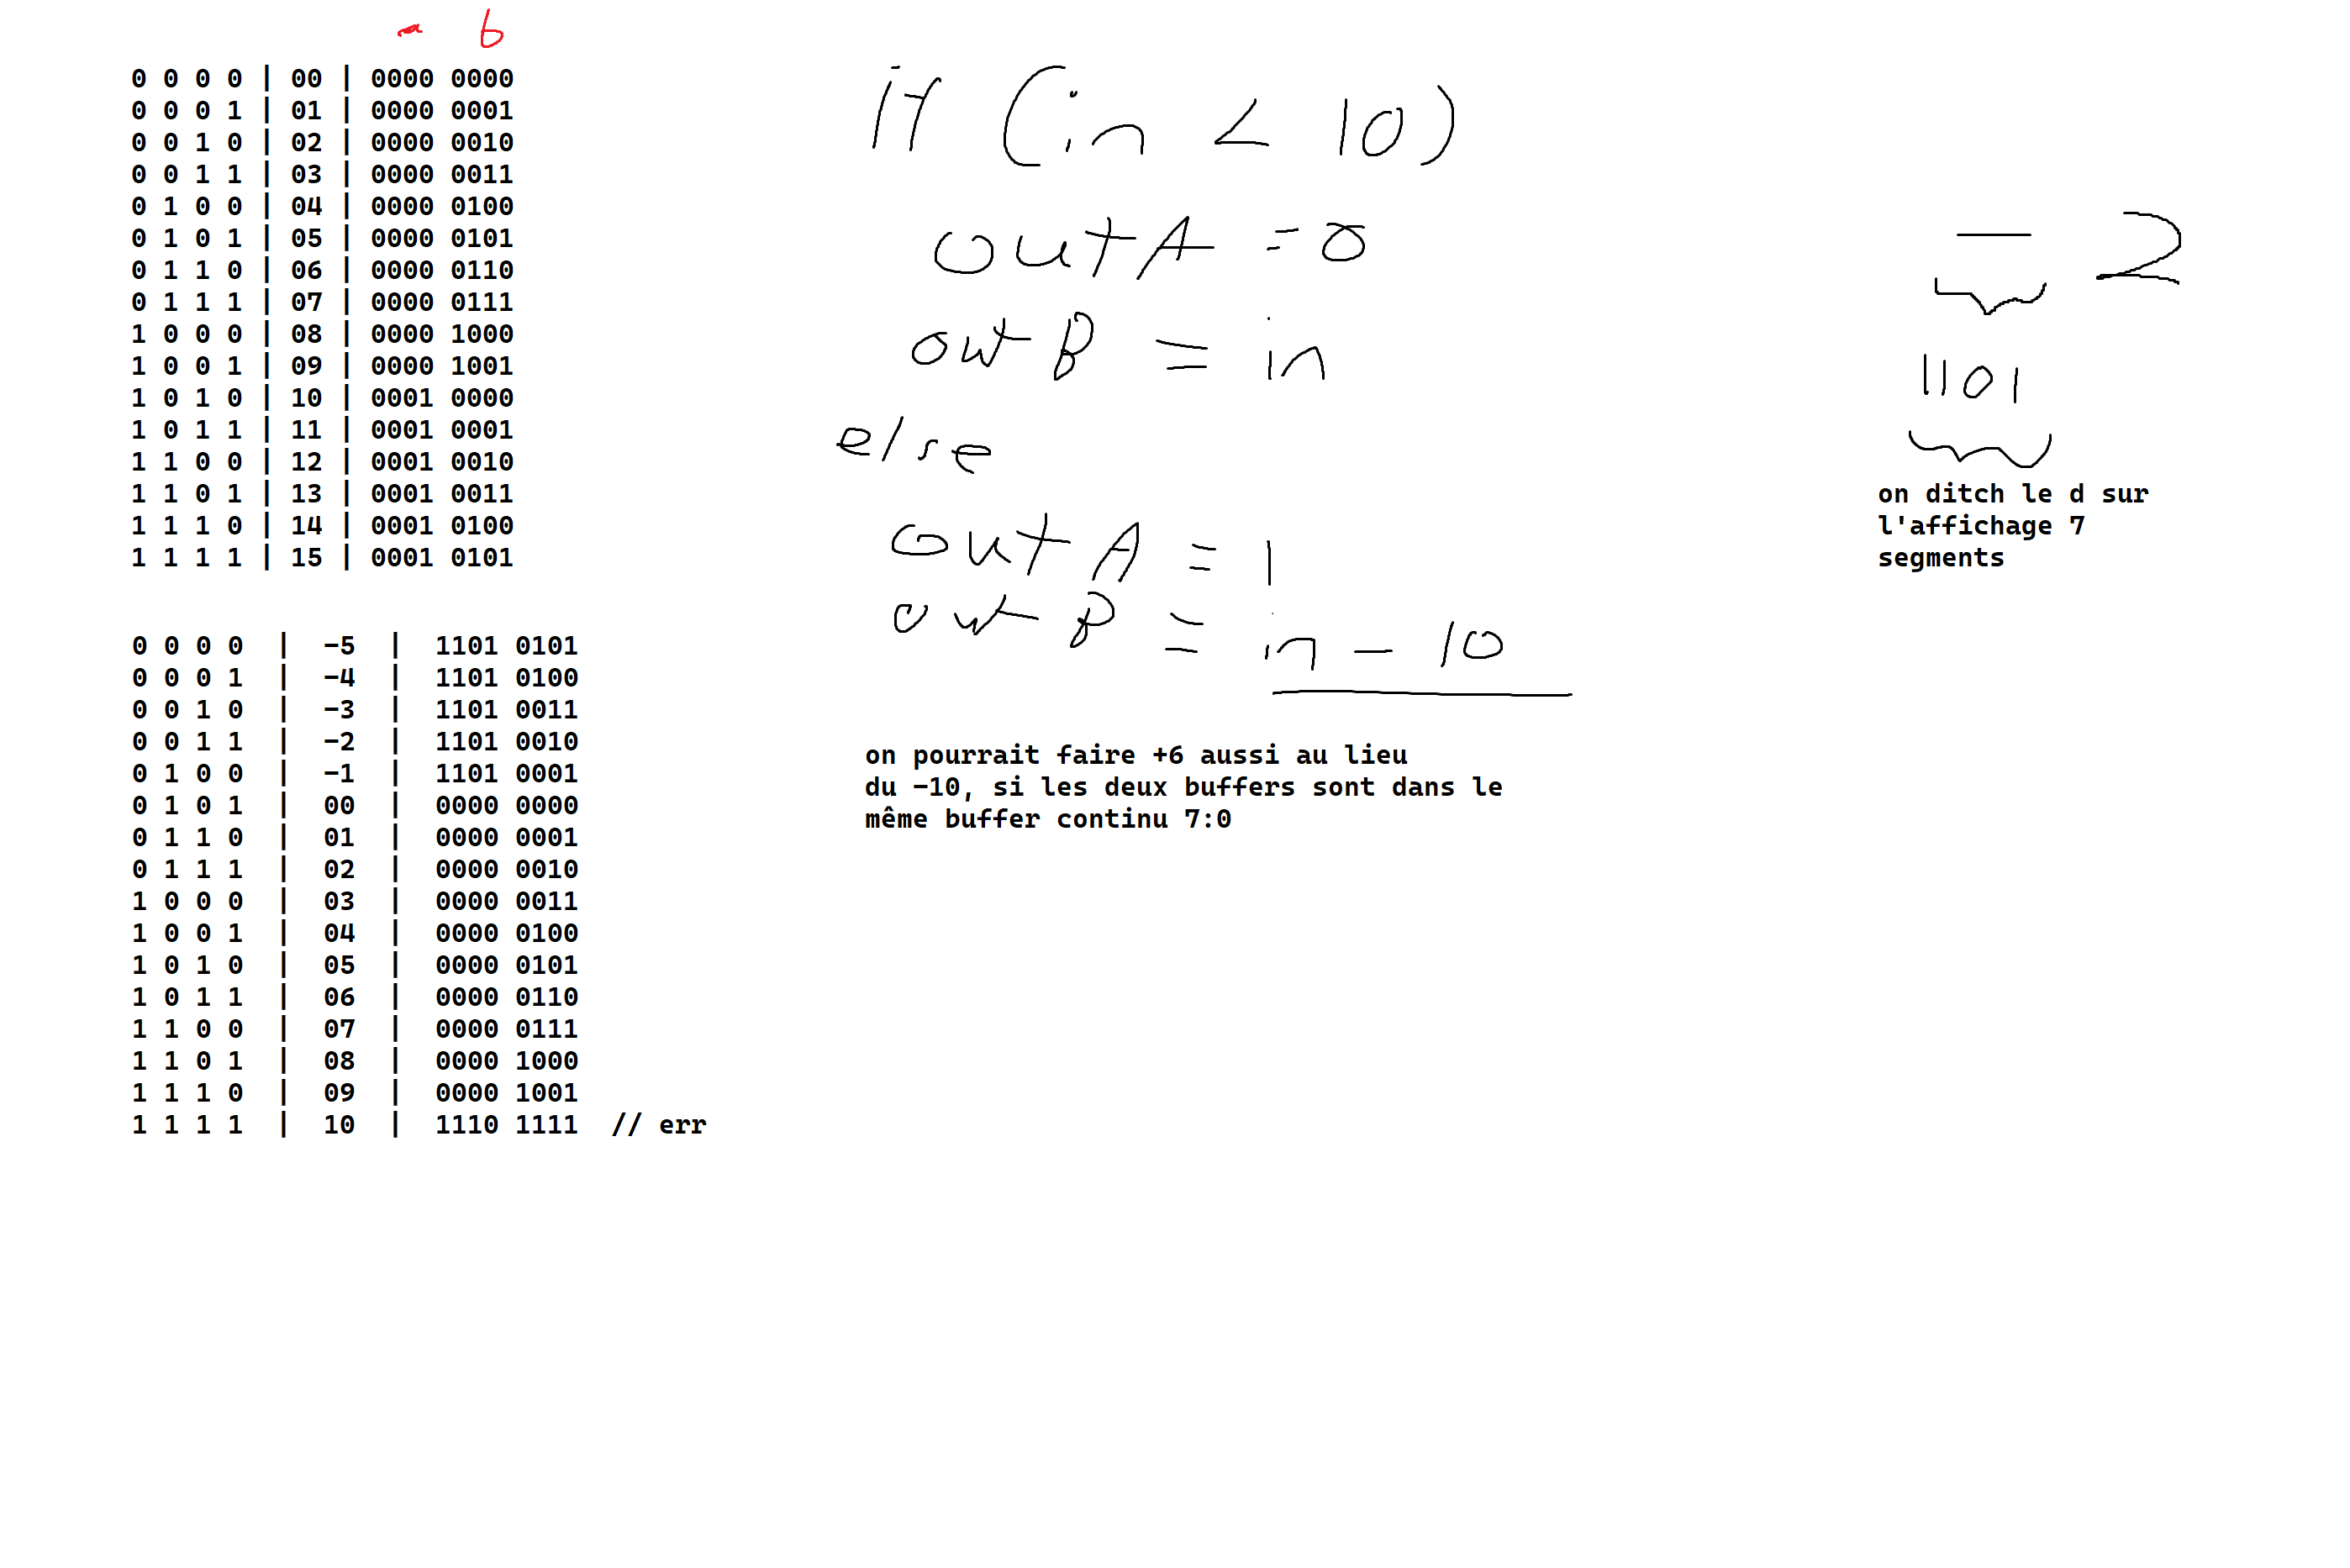 a b
0 0 0 0 | 00 | 0000 0000
0 0 0 1 | 01 | 0000 0001
0 0 1 0 | 02 | 0000 0010
0 0 1 1 | 03 | 0000 0011
0 1 0 0 | 04 | 0000 0100
0 1 0 1 | 05 | 0000 0101
0 1 1 0 | 06 | 0000 0110
0 1 1 1 | 07 | 0000 0111
1 0 0 0 | 08 | 0000 1000
1 0 0 1 | 09 | 0000 1001
1 0 1 0 | 10 | 0001 0000
1 0 1 1 | 11 | 0001 0001
1 1 0 0 | 12 | 0001 0010
1 1 0 1 | 13 | 0001 0011
1 1 1 0 | 14 | 0001 0100
1 1 1 1 | 15 | 0001 0101
0 0 0 0 | -5 | 1101 0101
0 0 0 1 | -4 | 1101 0100
0 0 1 0 | -3 | 1101 0011
0 0 1 1 | -2 | 1101 0010
0 1 0 0 | -1 | 1101 0001
0 1 0 1 | 00 | 0000 0000
0 1 1 0 | 01 | 0000 0001
0 1 1 1 | 02 | 0000 0010
1 0 0 0 | 03 | 0000 0011
1 0 0 1 | 04 | 0000 0100
1 0 1 0 | 05 | 0000 0101
1 0 1 1 | 06 | 0000 0110
1 1 0 0 | 07 | 0000 0111
1 1 0 1 | 08 | 0000 1000
1 1 1 0 | 09 | 0000 1001
1 1 1 1 | 10 | 1110 1111 // err
if (in < 10)
outA = 0
outB = in
else
outA = 1
outB = in - 10
on pourrait faire +6 aussi au lieu
du -10, si les deux buffers sont dans le
même buffer continu 7:0
- 2
1101
on ditch le d sur
l'affichage 7
segments